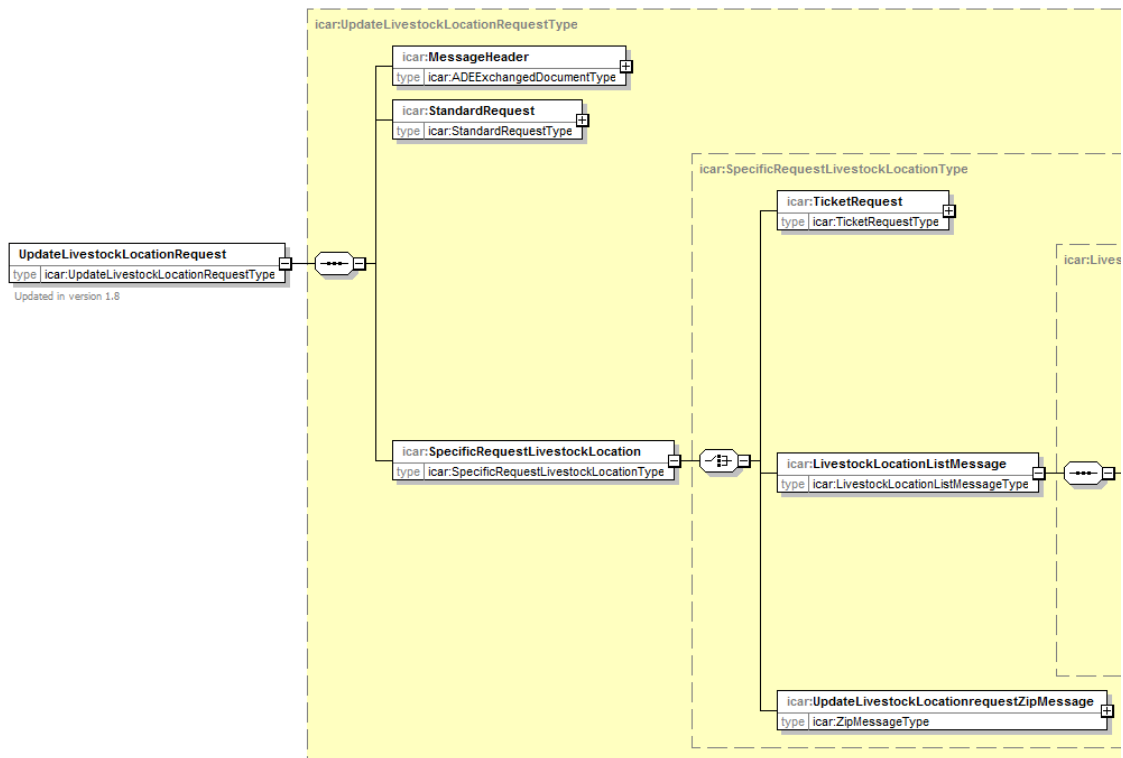 icar:UpdateLivestockLocationRequestType
icar:MessageHeader
type icar:ADEExchangedDocumentType
icar:StandardRequest
type icar:StandardRequestType
icar:SpecificRequestLivestockLocationType
icar:TicketRequest
type icar:TicketRequestType
UpdateLivestockLocationRequest
type icar:UpdateLivestockLocationRequestType
Updated in version 1.8
icar:Lives
icar:SpecificRequestLivestockLocation
type icar:SpecificRequestLivestockLocationType
icar:LivestockLocationListMessage
type icar:LivestockLocationListMessageType
icar:UpdateLivestockLocationrequestZipMessage
type icar:ZipMessageType